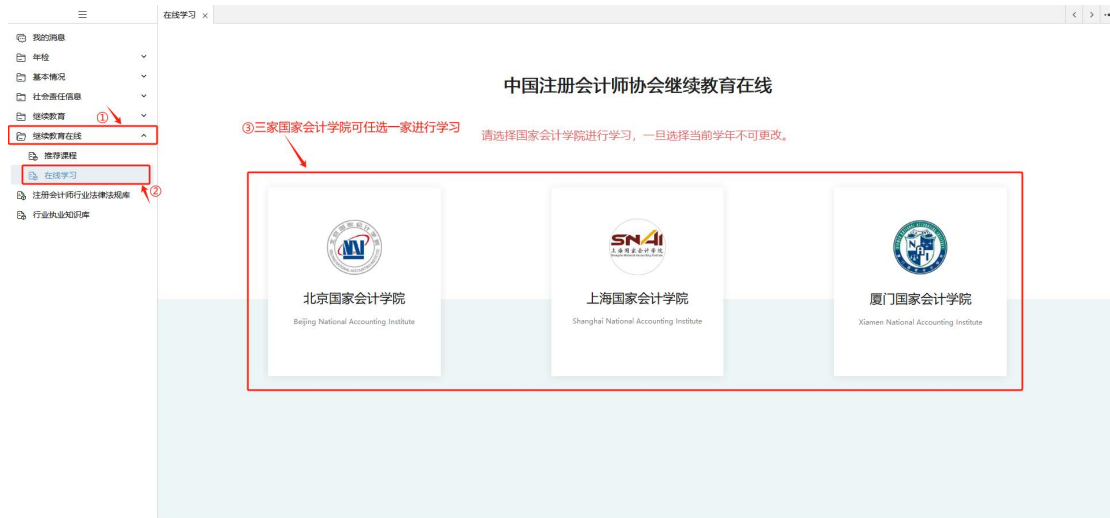 在线学习 ×
我的消息
年检
基本情况
社会责任信息
继续教育
①
继续教育在线
推荐课程
在线学习
②
注册会计师行业法律法规库
行业执业知识库
中国注册会计师协会继续教育在线
③三家国家会计学院可任选一家进行学习
请选择国家会计学院进行学习，一旦选择当前学年不可更改。
SNAI
上海国家会计学院
NAI
北京国家会计学院
Beijing National Accounting Institute
上海国家会计学院
Shanghai National Accounting Institute
厦门国家会计学院
Xiamen National Accounting Institute